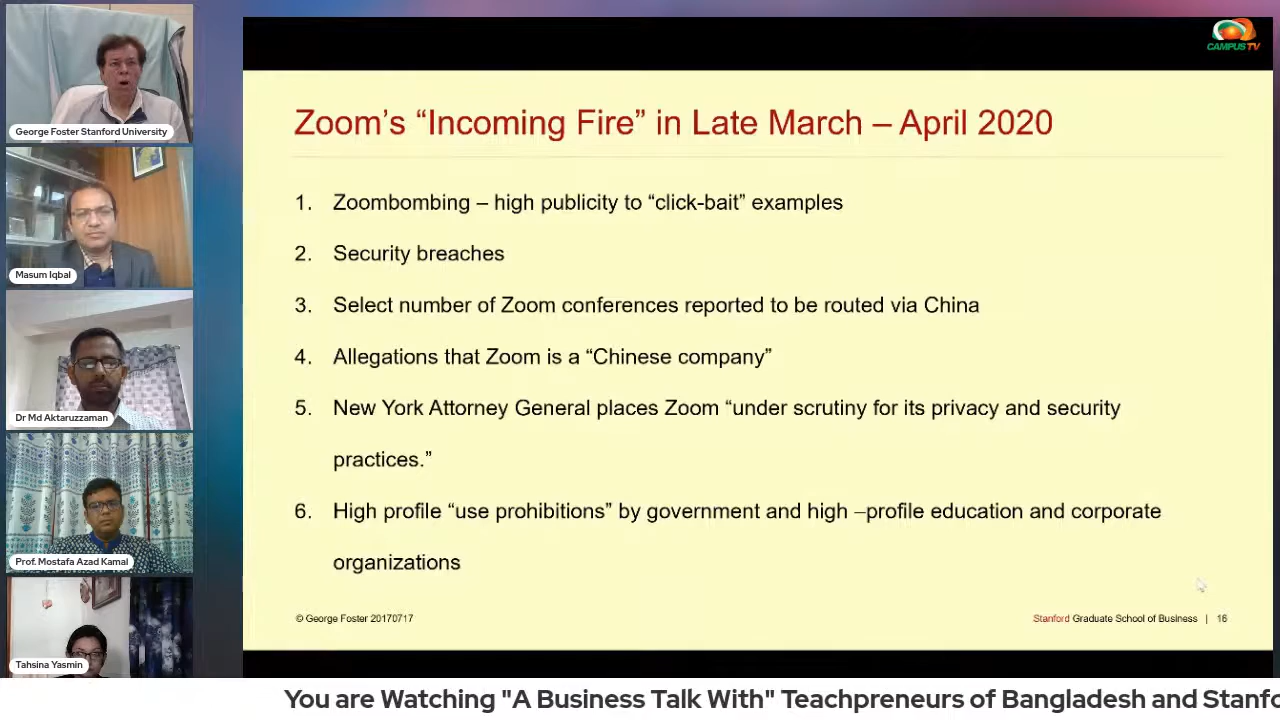 George Foster Stanford University
Masum Iqbal
Dr Md Aktaruzzaman
Prof. Mostafa Azad Kamal
Tahsina Yasmin
CAMPUS TV
Zoom's “Incoming Fire” in Late March – April 2020
1. Zoombombing – high publicity to “click-bait” examples
2. Security breaches
3. Select number of Zoom conferences reported to be routed via China
4. Allegations that Zoom is a “Chinese company”
5. New York Attorney General places Zoom “under scrutiny for its privacy and security
practices.”
6. High profile “use prohibitions” by government and high –profile education and corporate
organizations
© George Foster 20170717
Stanford Graduate School of Business | 16
You are Watching "A Business Talk With" Teachpreneurs of Bangladesh and Stanfo